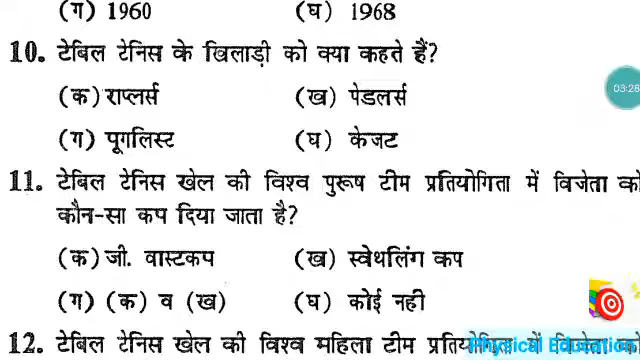 (ग) 1960 (घ) 1968
10. टेबिल टेनिस के खिलाड़ी को क्या कहते हैं?
03:28
(क) राप्लर्स (ख) पेडलर्स
(ग) पूगलिस्ट (घ) केजट
11. टेबिल टेनिस खेल की विश्व पुरूष टीम प्रतियोगिता में विजेता को
कौन-सा कप दिया जाता है?
(क) जी. वास्टकप (ख) स्वेथलिंग कप
(ग) (क) व (ख) (घ) कोई नही
12. टेबिल टेनिस खेल की विश्व महिला टीम प्रतियोगिता में विजेता को
Physical Education